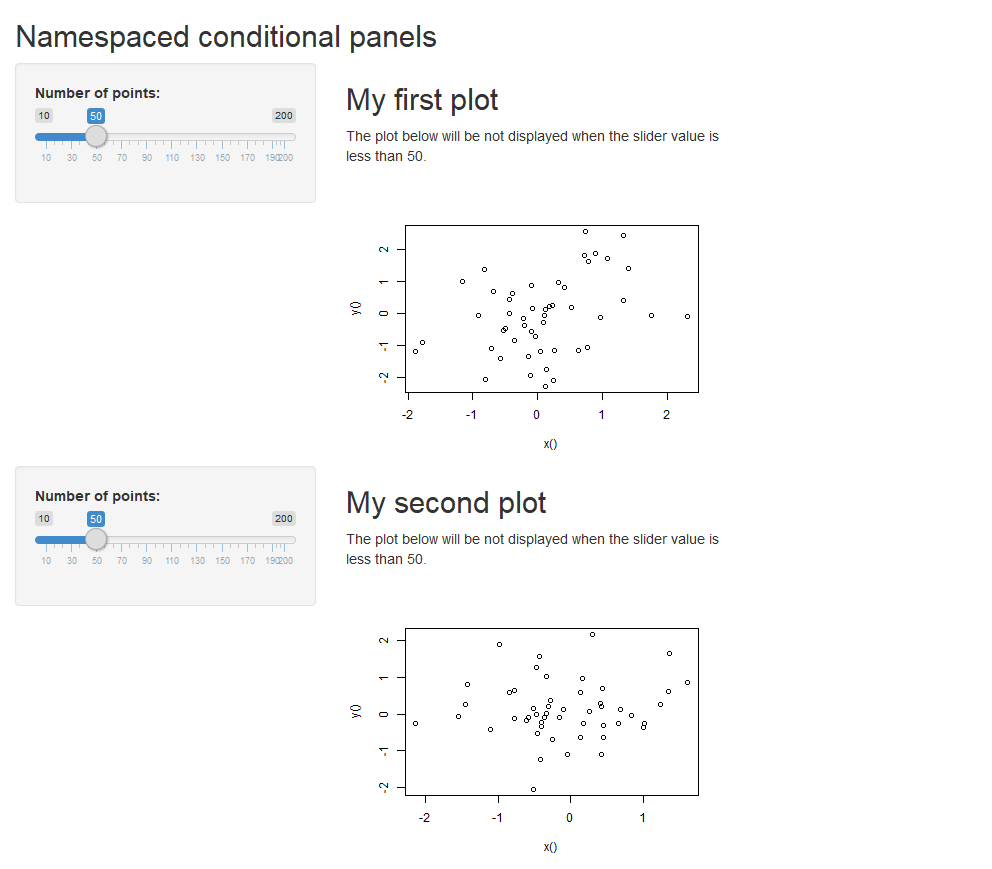 Namespaced conditional panels
Number of points:
10 50 200
10 30 50 70 90 110 130 150 170 190 200
My first plot
The plot below will be not displayed when the slider value is
less than 50.
2
1
0
-1
-2
y()
-2 -1 0 1 2
x()
Number of points:
10 50 200
10 30 50 70 90 110 130 150 170 190 200
My second plot
The plot below will be not displayed when the slider value is
less than 50.
2
1
0
-1
-2
y()
-2 -1 0 1
x()